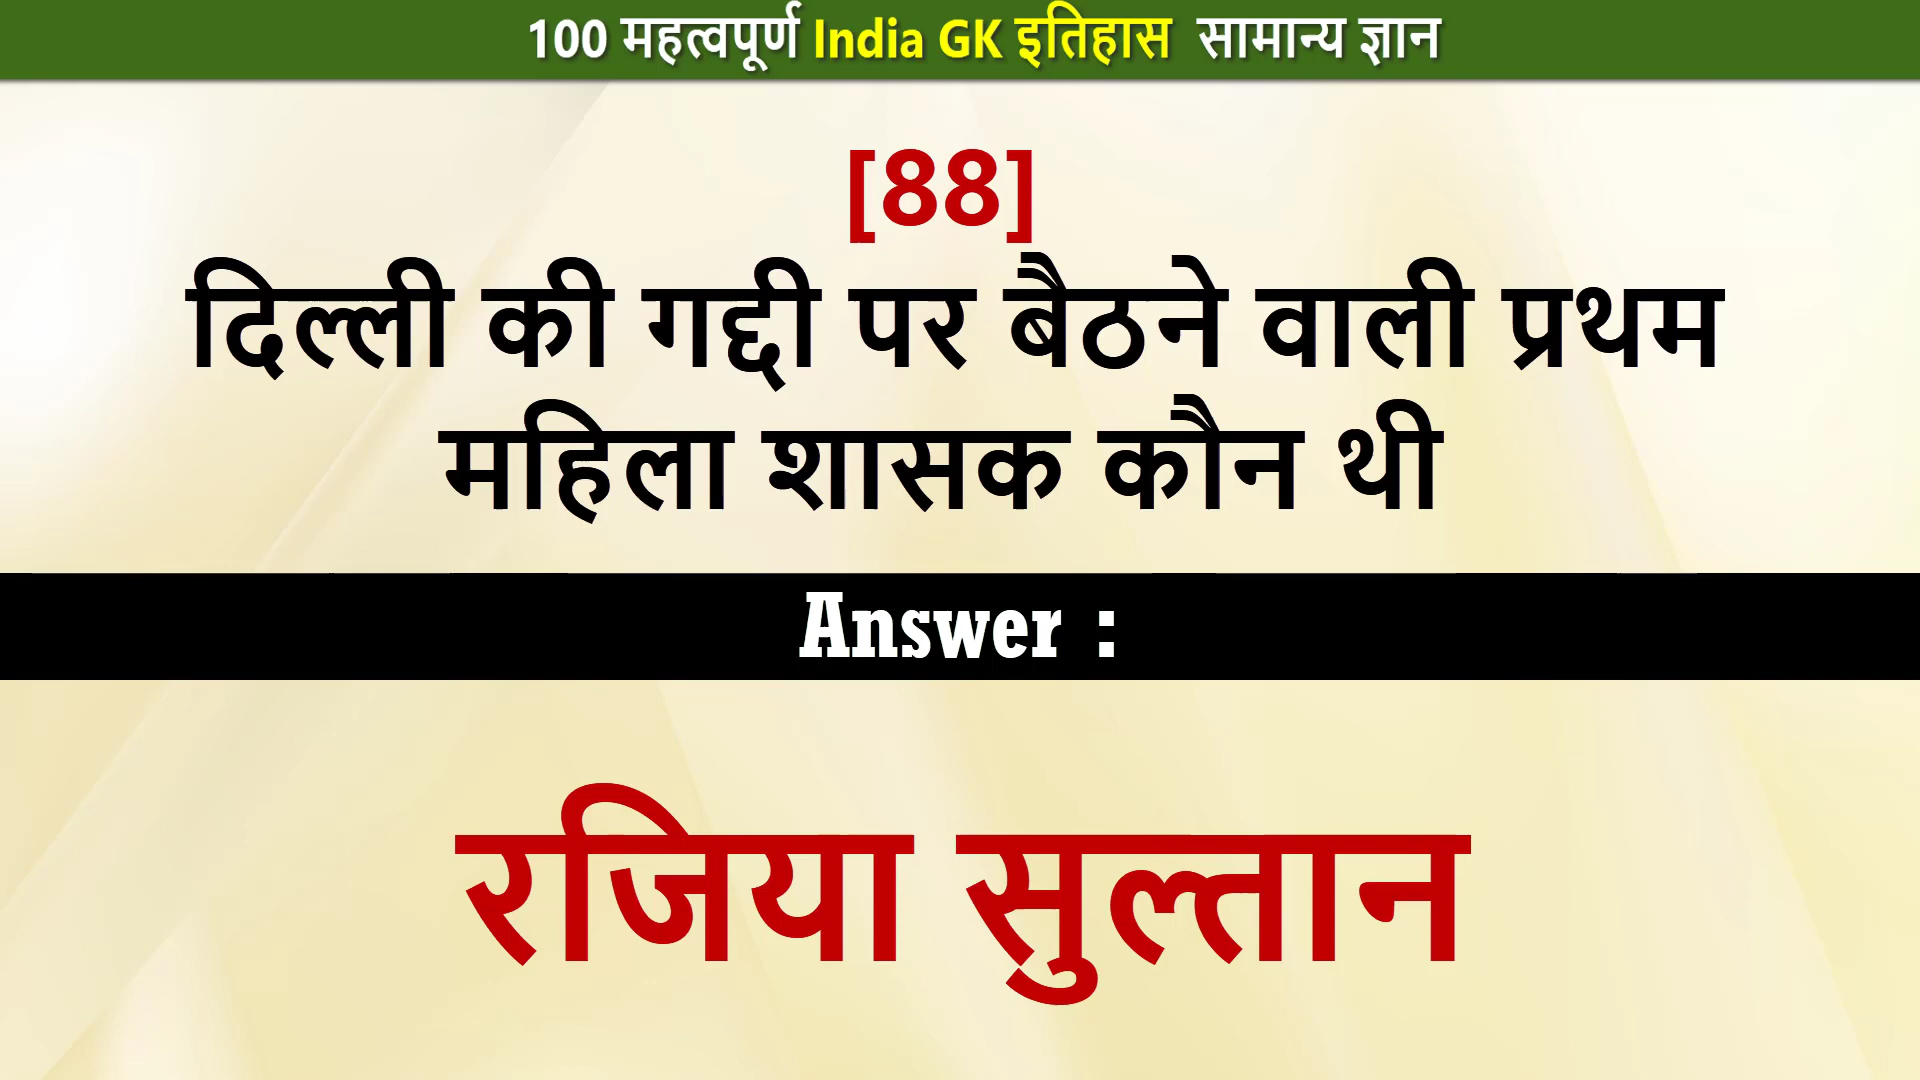 100 महत्वपूर्ण India GK इतिहास सामान्य ज्ञान
[88]
दिल्ली की गद्दी पर बैठने वाली प्रथम
महिला शासक कौन थी
Answer :
रजिया सुल्तान